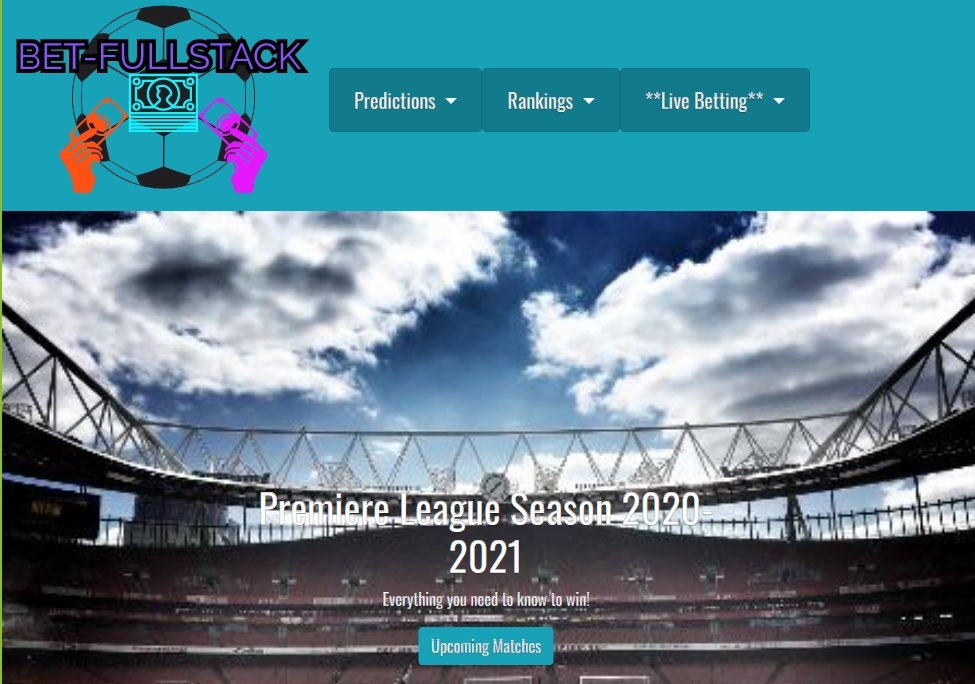 BET-FULLSTACK
Predictions
Rankings
**Live Betting**
Premiere League Season 2020-
2021
Everything you need to know to win!
Upcoming Matches